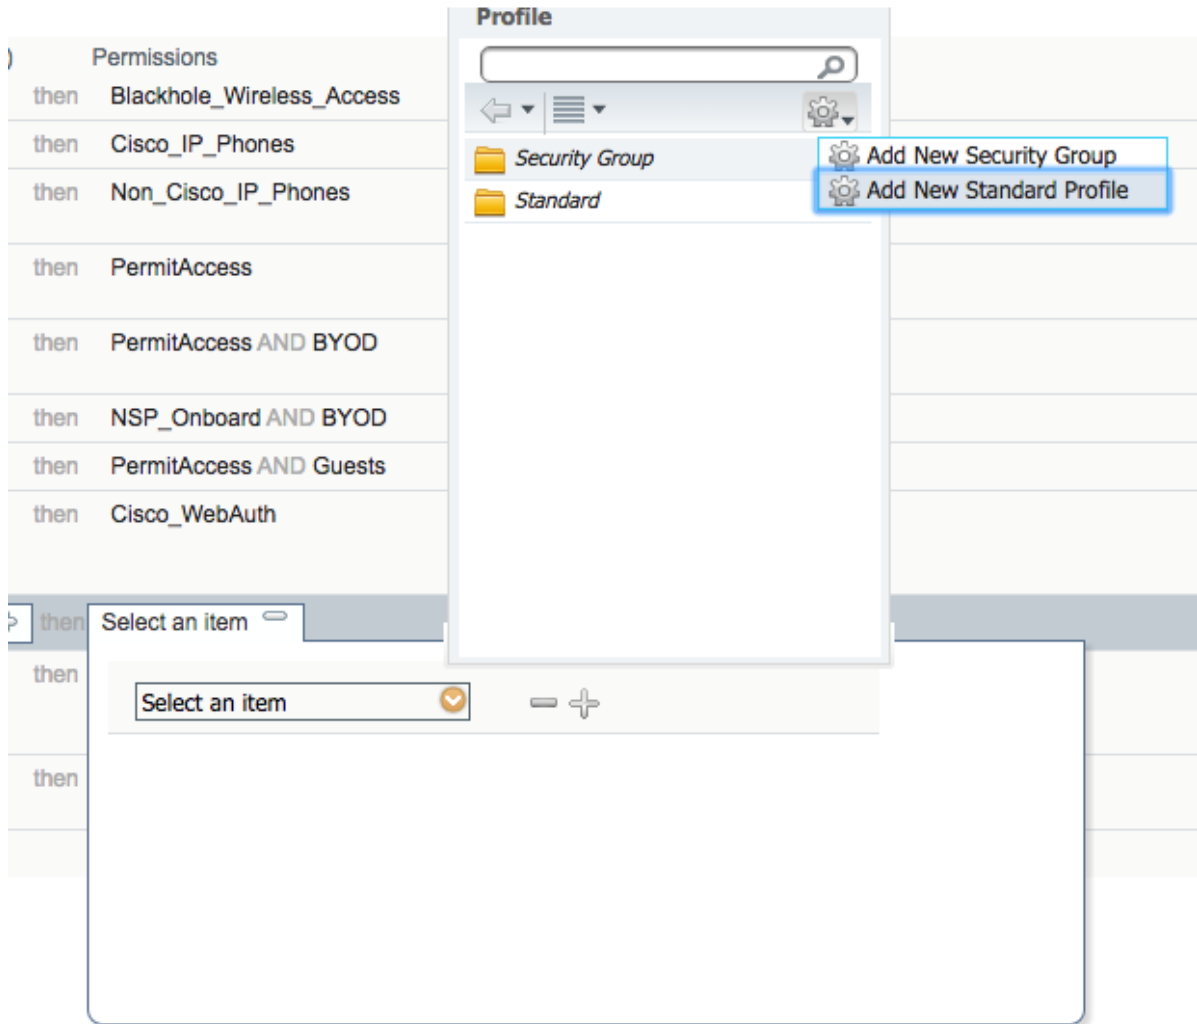 Profile
) Permissions
then Blackhole_Wireless_Access
then Cisco_IP_Phones
then Non_Cisco_IP_Phones
then PermitAccess
then PermitAccess AND BYOD
then NSP_Onboard AND BYOD
then PermitAccess AND Guests
then Cisco_WebAuth
Security Group
Standard
Add New Security Group
Add New Standard Profile
then Select an item
then
Select an item
then